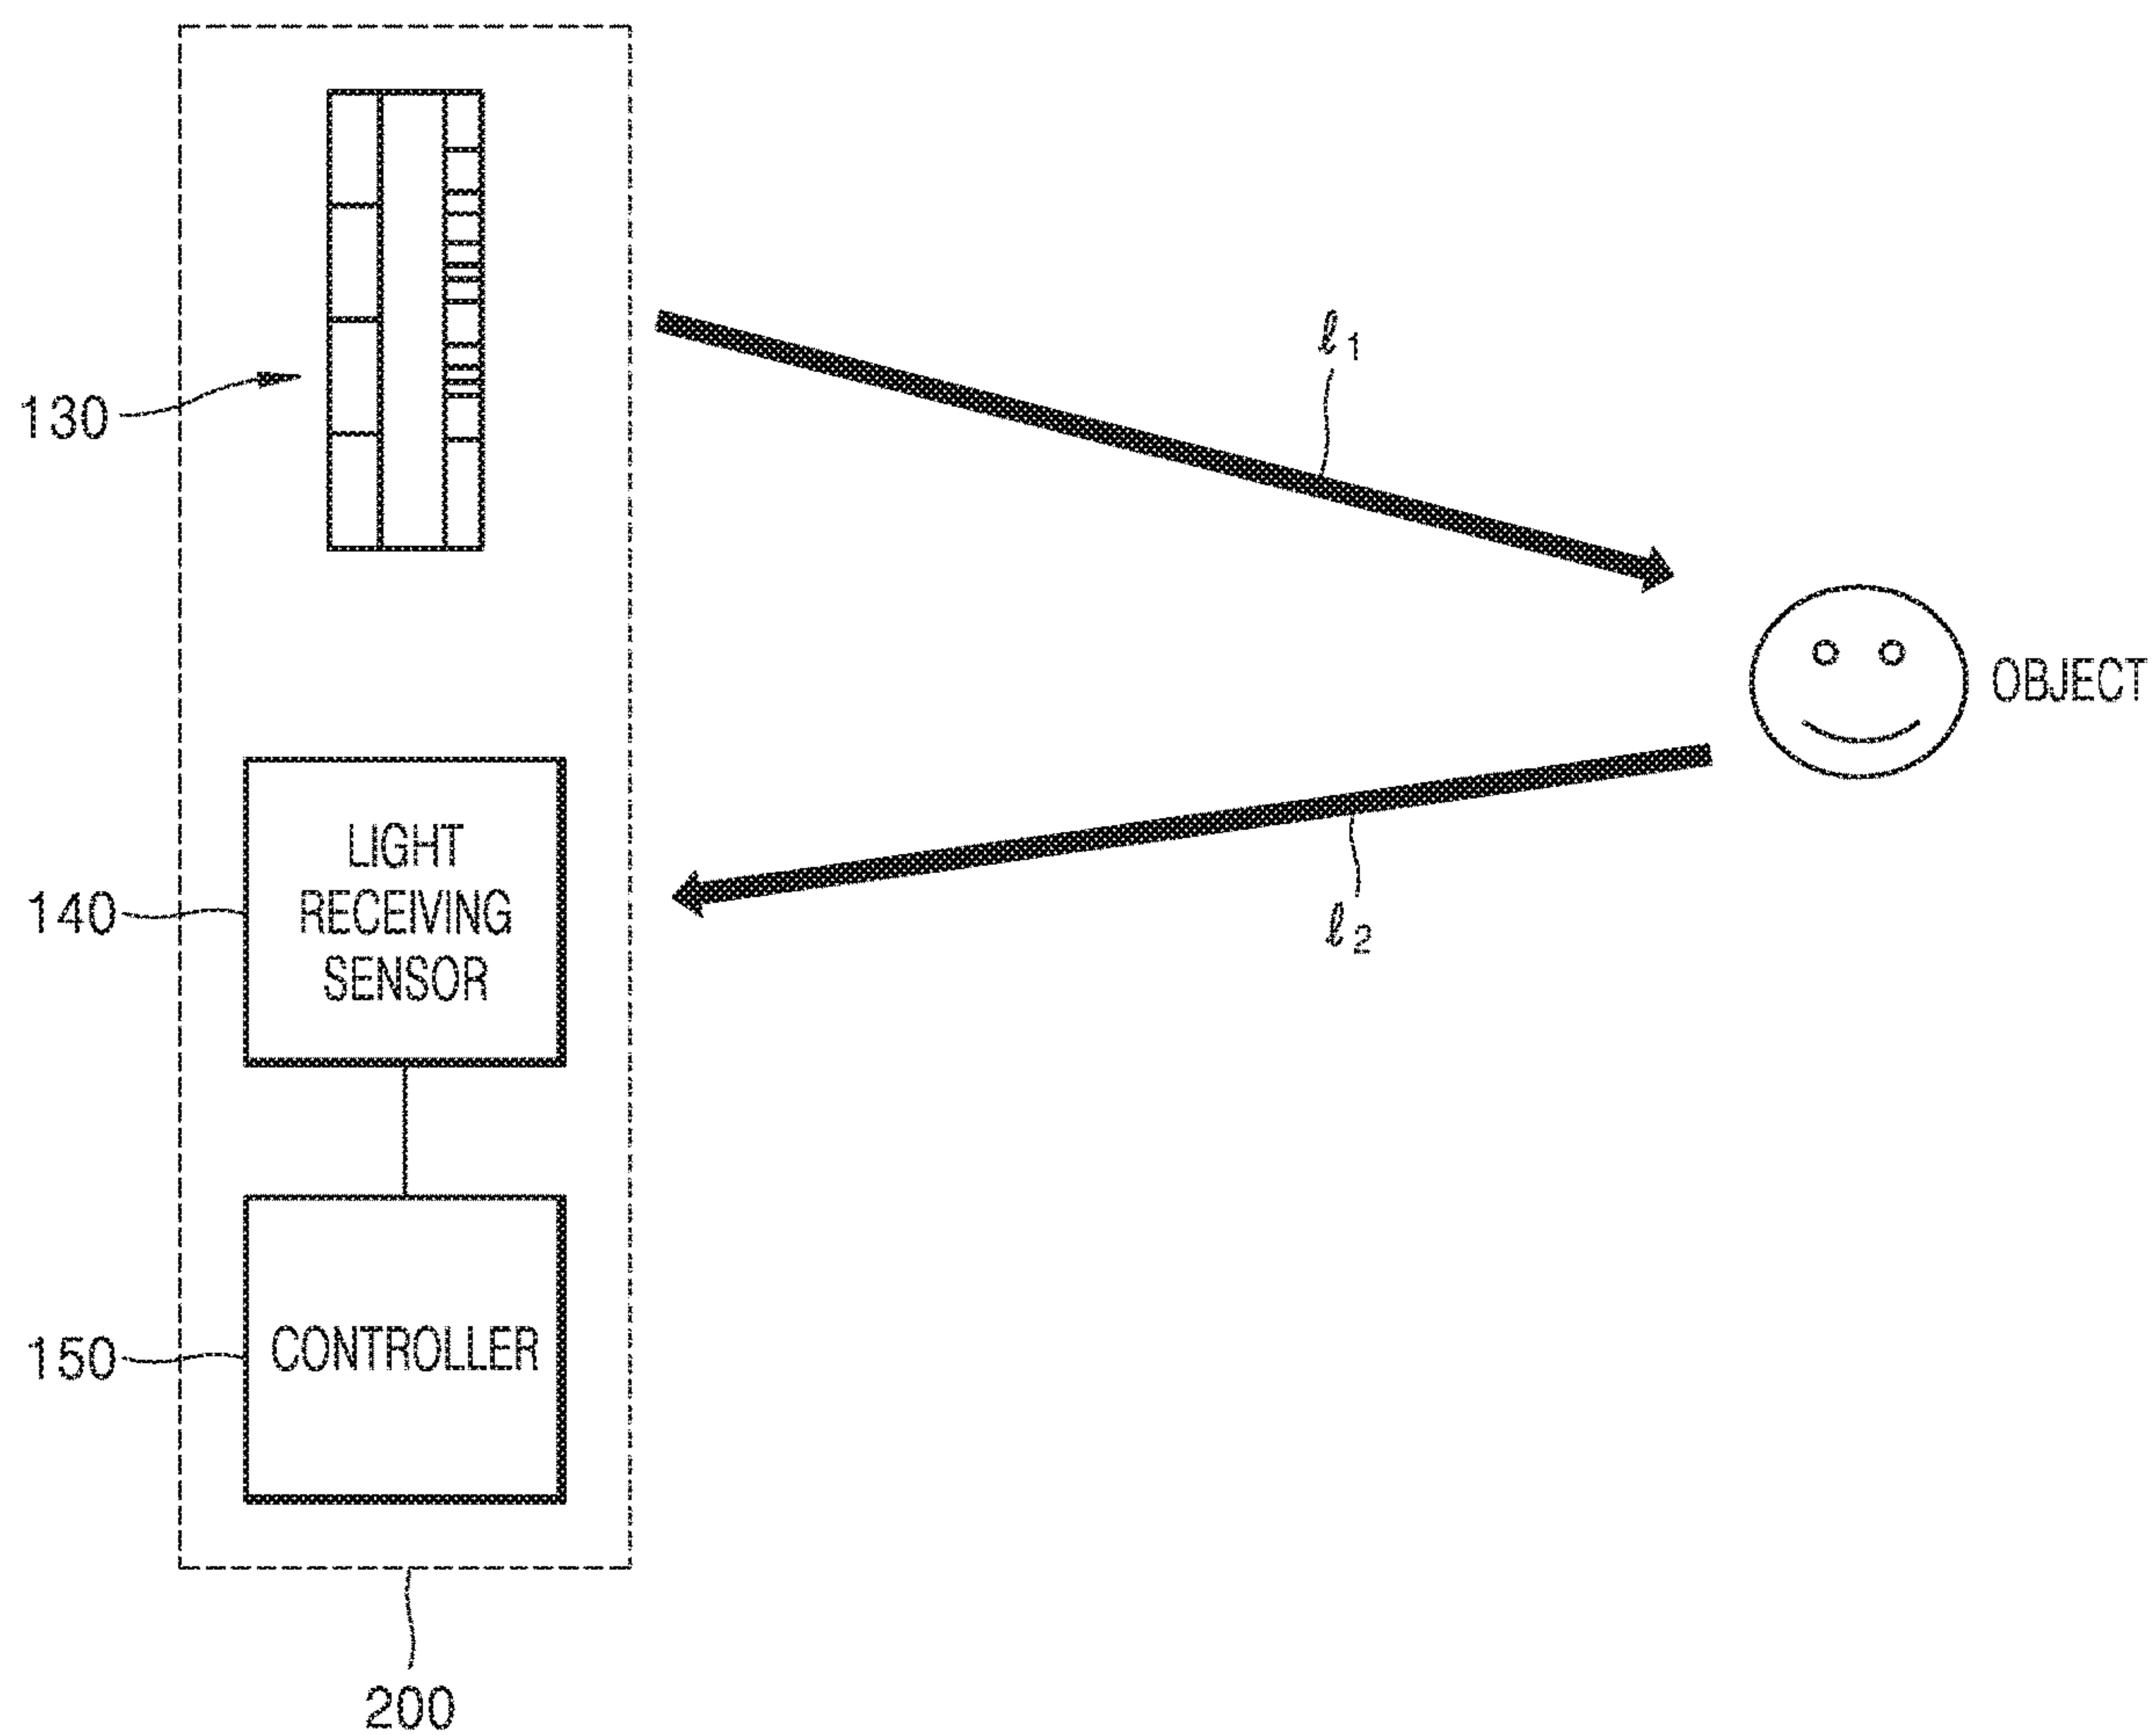 130
ℓ1
OBJECT
140
LIGHT
RECEIVING
SENSOR
ℓ2
150
CONTROLLER
200